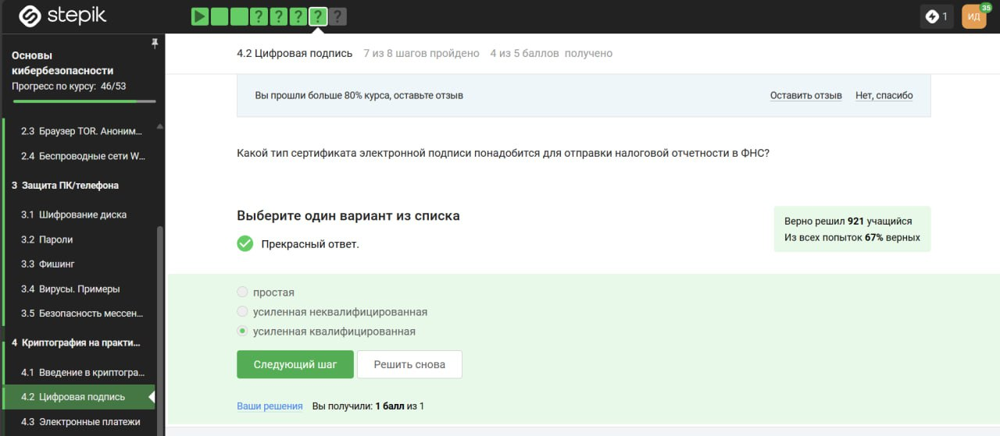 stepik
? ? ? ? ?
1
ИД
35
Основы
кибербезопасности
Прогресс по курсу: 46/53
2.3 Браузер TOR. Аноним...
2.4 Беспроводные сети W...
3 Защита ПК/телефона
3.1 Шифрование диска
3.2 Пароли
3.3 Фишинг
3.4 Вирусы. Примеры
3.5 Безопасность мессен...
4 Криптография на практи...
4.1 Введение в криптогра...
4.2 Цифровая подпись
4.3 Электронные платежи
4.2 Цифровая подпись 7 из 8 шагов пройдено 4 из 5 баллов получено
Вы прошли больше 80% курса, оставьте отзыв Оставить отзыв Нет, спасибо
Какой тип сертификата электронной подписи понадобится для отправки налоговой отчетности в ФНС?
Выберите один вариант из списка
Прекрасный ответ.
Верно решил 921 учащийся
Из всех попыток 67% верных
простая
усиленная неквалифицированная
усиленная квалифицированная
Следующий шаг Решить снова
Ваши решения Вы получили: 1 балл из 1